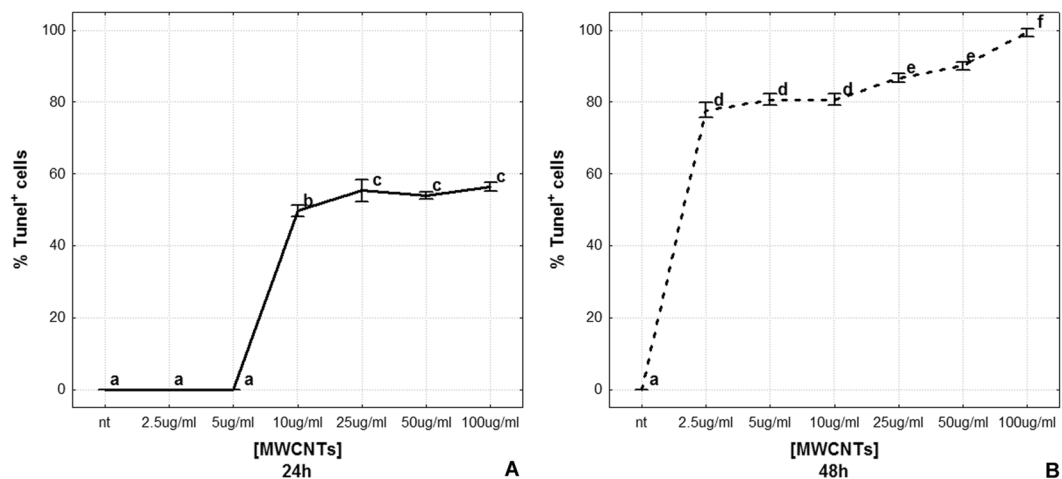 100
80
60
40
20
0
% Tunel+ cells
a
a
a
b
c
c
c
nt
2.5ug/ml
5ug/ml
10ug/ml
25ug/ml
50ug/ml
100ug/ml
[MWCNTs]
24h
A
100
80
60
40
20
0
% Tunel+ cells
a
d
d
d
e
e
f
nt
2.5ug/ml
5ug/ml
10ug/ml
25ug/ml
50ug/ml
100ug/ml
[MWCNTs]
48h
B